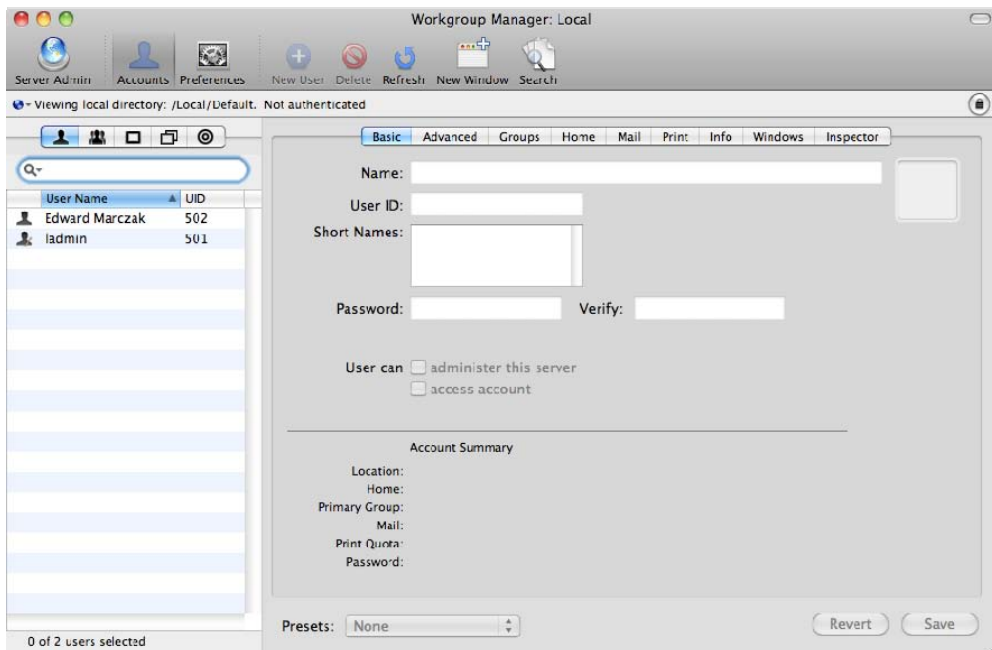 Workgroup Manager: Local
Server Admin Accounts Preferences New User Delete Refresh New Window Search
Viewing local directory: /Local/Default. Not authenticated
Basic Advanced Groups Home Mail Print Info Windows Inspector
User Name UID
Edward Marczak 502
ladmin 501
Name:
User ID:
Short Names:
Password: Verify:
User can administer this server
access account
Account Summary
Location:
Home:
Primary Group:
Mail:
Print Quota:
Password:
Presets: None Revert Save
0 of 2 users selected